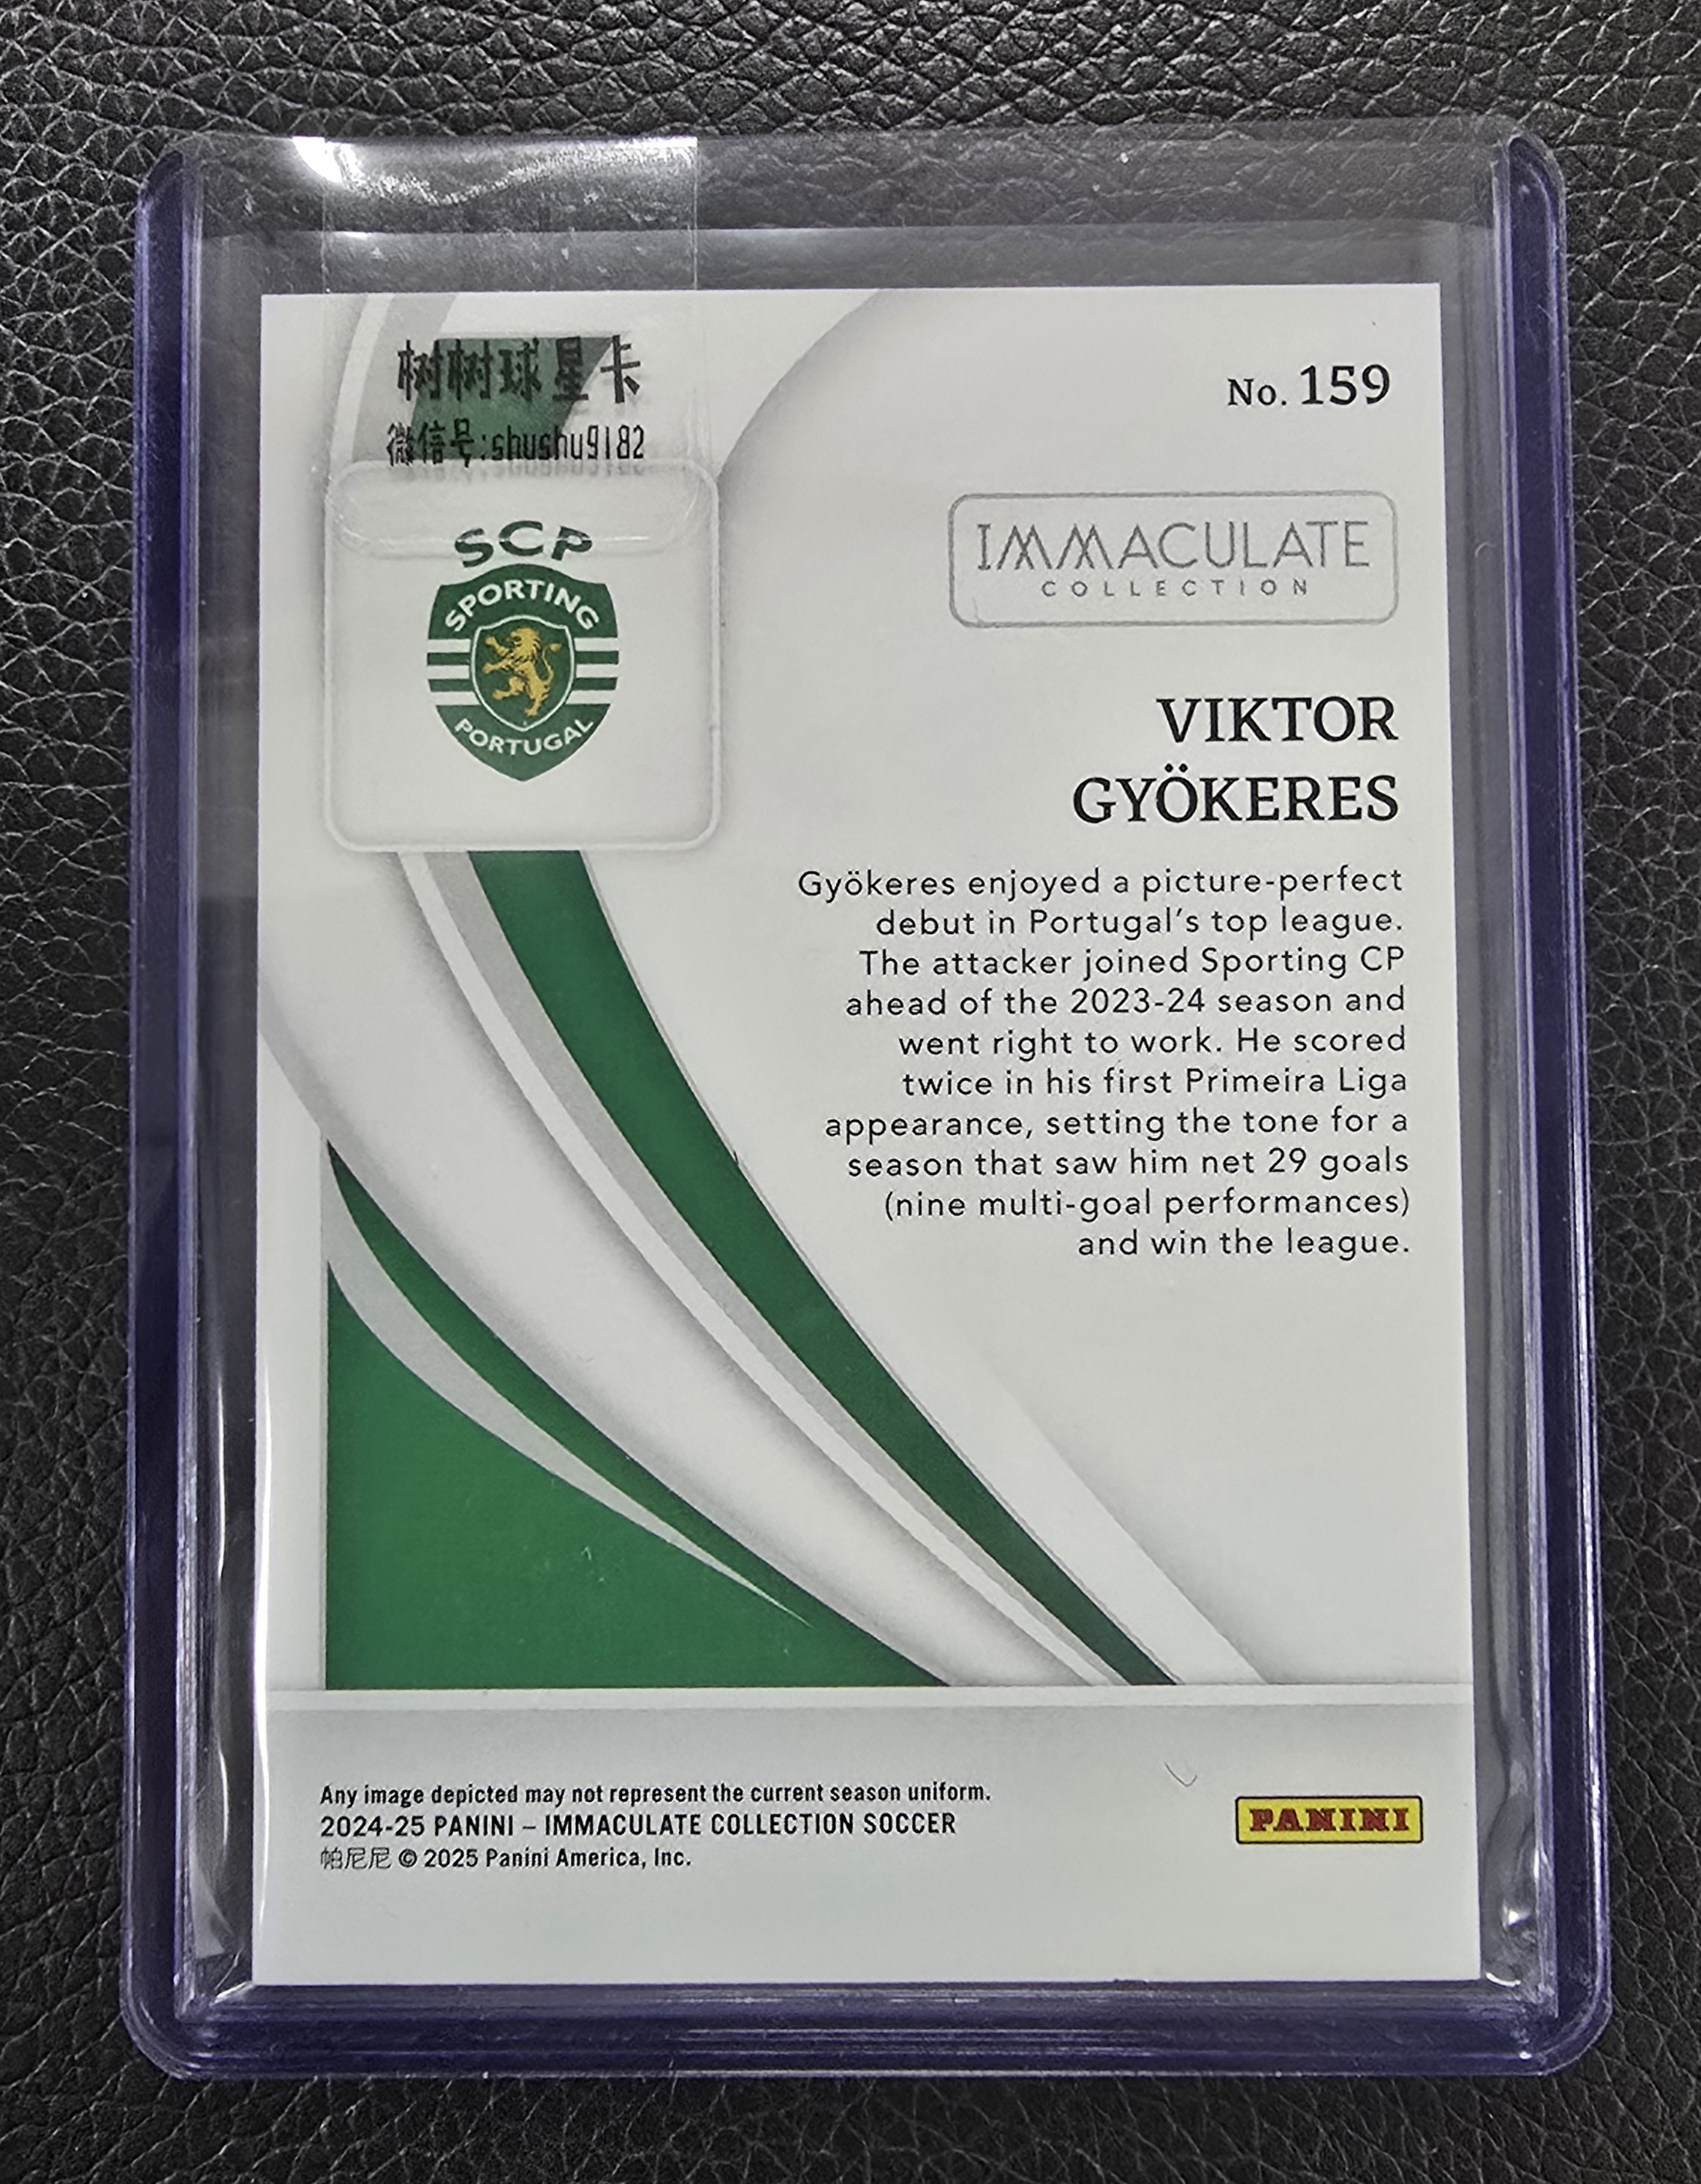 树树球星卡
微信号:shushu9182
No. 159
SCP
SPORTING
PORTUGAL
IMMACULATE
COLLECTION
VIKTOR
GYÖKERES
Gyökeres enjoyed a picture-perfect
debut in Portugal's top league.
The attacker joined Sporting CP
ahead of the 2023-24 season and
went right to work. He scored
twice in his first Primeira Liga
appearance, setting the tone for a
season that saw him net 29 goals
(nine multi-goal performances)
and win the league.
Any image depicted may not represent the current season uniform.
2024-25 PANINI – IMMACULATE COLLECTION SOCCER
帕尼尼 © 2025 Panini America, Inc.
PANINI